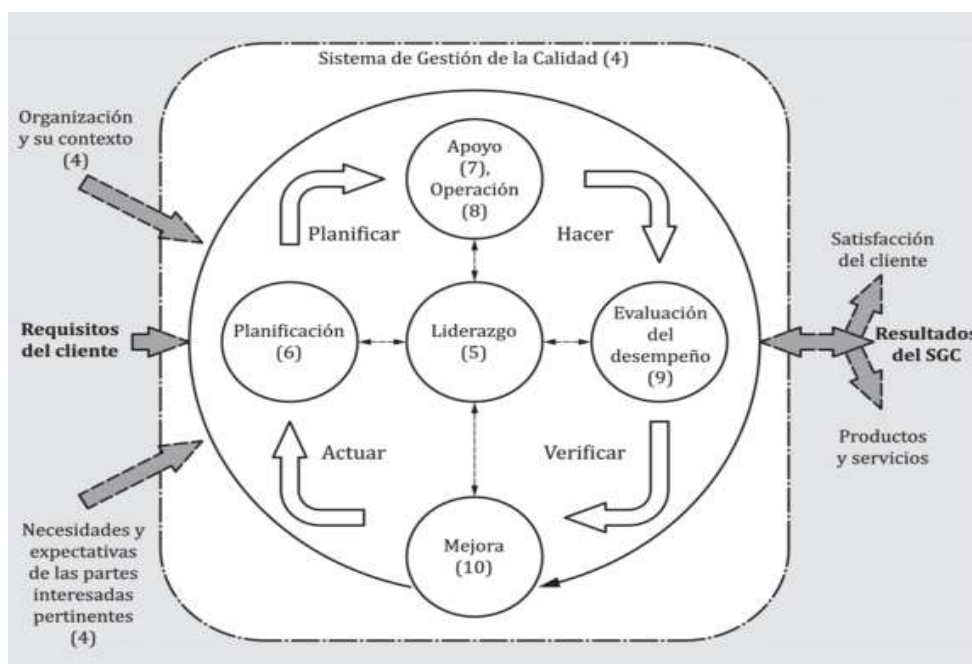 Sistema de Gestión de la Calidad (4)
Organización
y su contexto
(4)
Apoyo
(7),
Operación
(8)
Planificar
Hacer
Satisfacción
del cliente
Requisitos
del cliente
Planificación
(6)
Liderazgo
(5)
Evaluación
del
desempeño
(9)
Resultados
del SGC
Actuar
Verificar
Productos
y servicios
Necesidades y
expectativas
de las partes
interesadas
pertinentes
(4)
Mejora
(10)